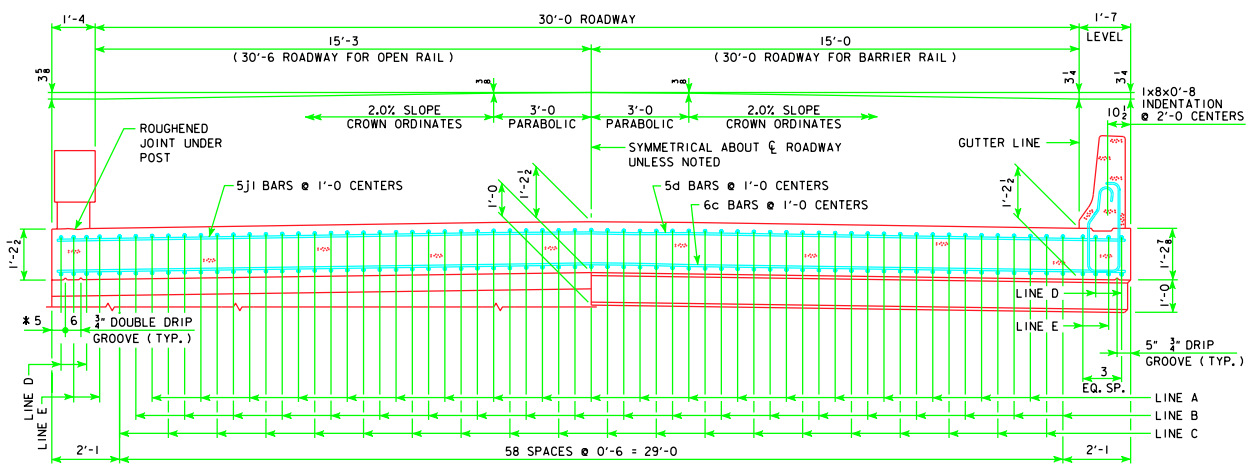 1'-4
30'-0 ROADWAY
1'-7
LEVEL
15'-3
(30'-6 ROADWAY FOR OPEN RAIL)
15'-0
(30'-0 ROADWAY FOR BARRIER RAIL)
3 5/8
3/8
3/8
3 1/4
3 1/4
1x8x0'-8
INDENTATION
@ 2'-0 CENTERS
10 1/2
2.0% SLOPE
CROWN ORDINATES
3'-0
PARABOLIC
3'-0
PARABOLIC
2.0% SLOPE
CROWN ORDINATES
ROUGHENED
JOINT UNDER
POST
SYMMETRICAL ABOUT ℄ ROADWAY
UNLESS NOTED
GUTTER LINE
5j1 BARS @ 1'-0 CENTERS
1'-0
1'-2 1/2
5d BARS @ 1'-0 CENTERS
6c BARS @ 1'-0 CENTERS
1'-2 1/2
1'-2 1/2
1'-2 7/8
1'-0
LINE D
LINE E
* 5
6
3/4" DOUBLE DRIP
GROOVE (TYP.)
5" 3/4" DRIP
GROOVE (TYP.)
LINE D
LINE E
3
EQ. SP.
LINE A
LINE B
LINE C
2'-1
58 SPACES @ 0'-6 = 29'-0
2'-1